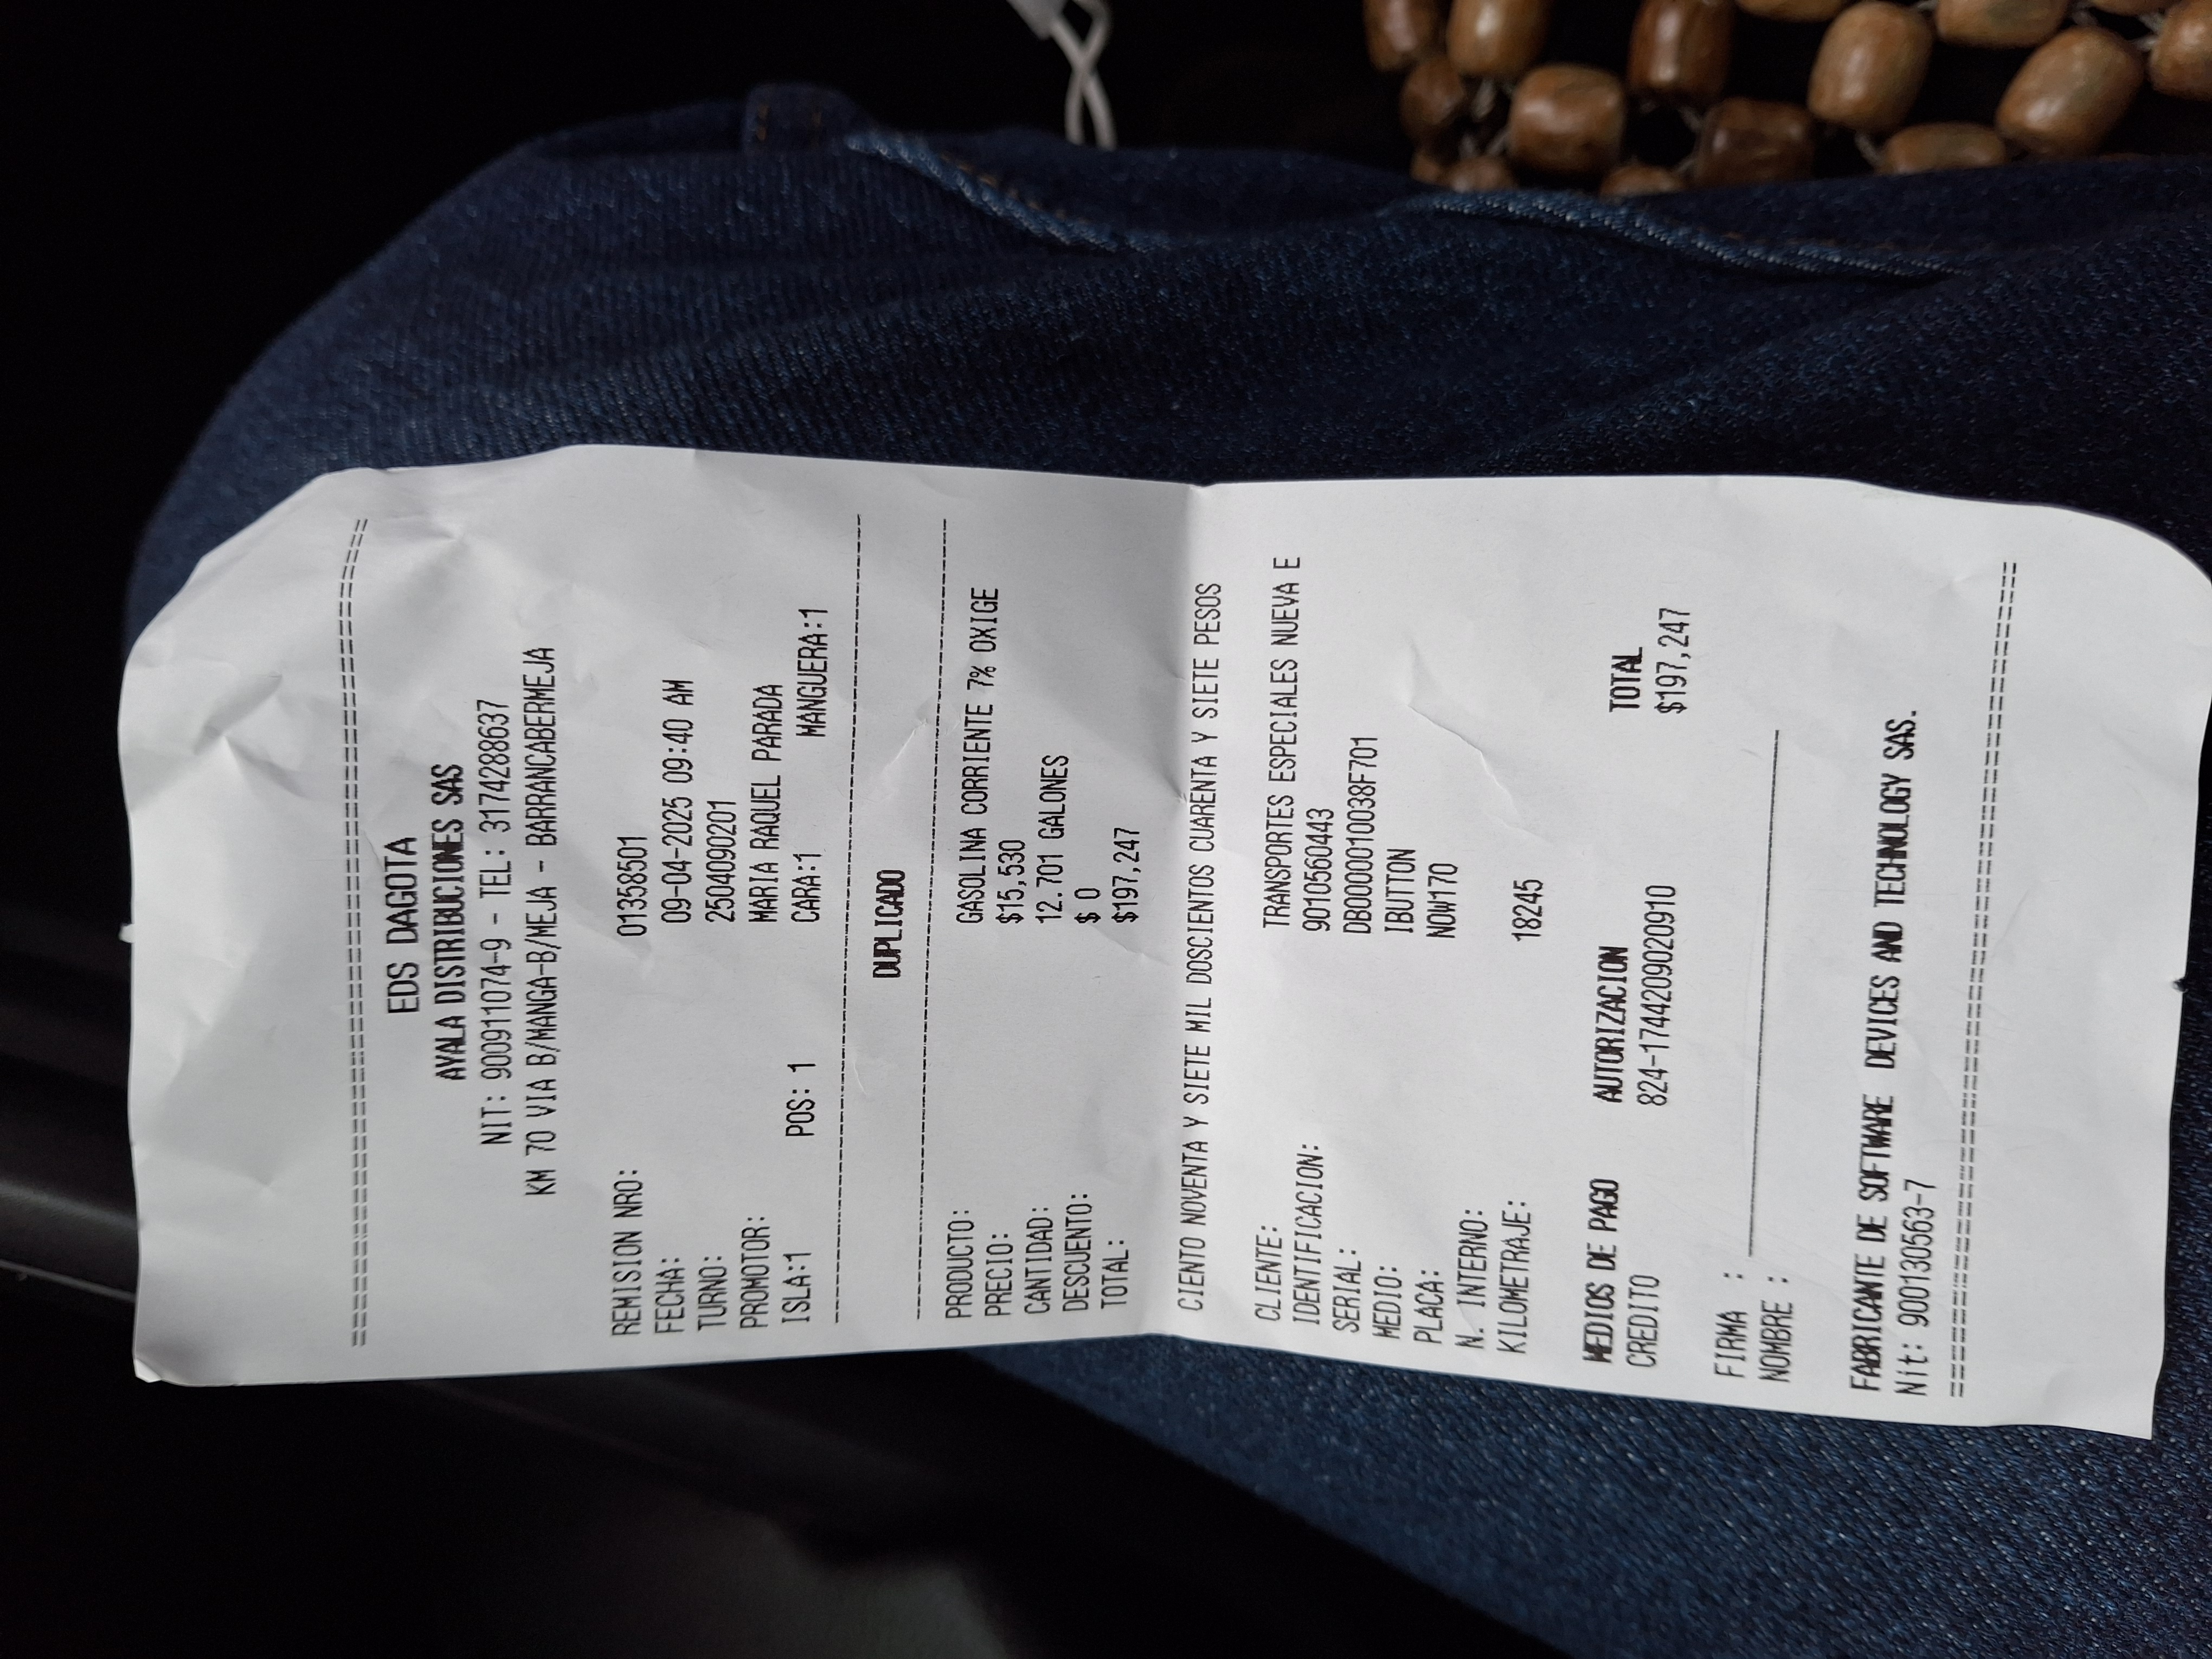 ================================================
EDS DAGOTA
AYALA DISTRIBUCIONES SAS
NIT: 900911074-9 - TEL: 3174288637
KM 70 VIA B/MANGA-B/MEJA - BARRANCABERMEJA
REMISION NRO: 01358501
FECHA: 09-04-2025 09:40 AM
TURNO: 2504090201
PROMOTOR: MARIA RAQUEL PARADA
ISLA:1 POS: 1 CARA:1 MANGUERA:1
------------------------------------------------
DUPLICADO
------------------------------------------------
PRODUCTO: GASOLINA CORRIENTE 7% OXIGE
PRECIO: $15,530
CANTIDAD: 12.701 GALONES
DESCUENTO: $ 0
TOTAL: $197,247
CIENTO NOVENTA Y SIETE MIL DOSCIENTOS CUARENTA Y SIETE PESOS
CLIENTE: TRANSPORTES ESPECIALES NUEVA E
IDENTIFICACION: 9010560443
SERIAL: DB0000010038F701
MEDIO: IBUTTON
PLACA: NOW170
N. INTERNO:
KILOMETRAJE: 18245
MEDIOS DE PAGO AUTORIZACION TOTAL
CREDITO 824-1744209020910 $197,247
FIRMA : ______________________________
NOMBRE :
FABRICANTE DE SOFTWARE DEVICES AND TECHNOLOGY SAS.
Nit: 900130563-7
================================================